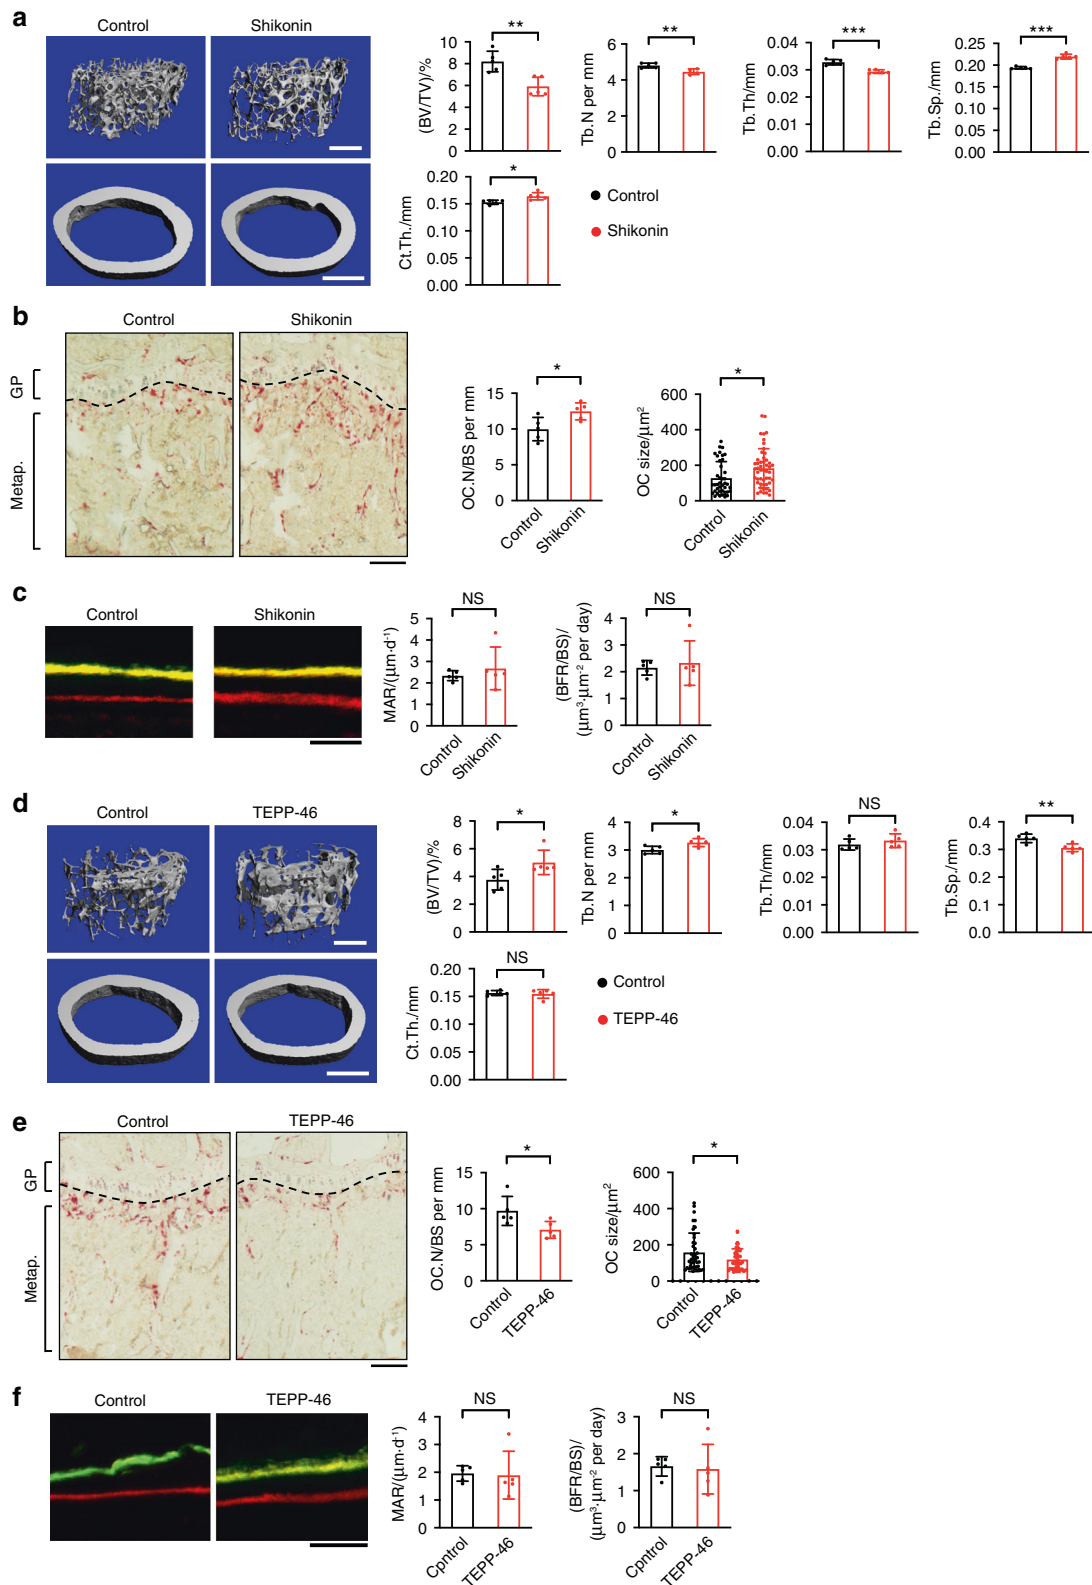 a
Control
Shikonin
(BV/TV)/%
10
8
6
4
2
0
**
Tb.N per mm
6
4
2
0
**
Tb.Th/mm
0.04
0.03
0.02
0.01
0.00
***
Tb.Sp./mm
0.25
0.20
0.15
0.10
0.05
0.00
***
Ct.Th./mm
0.20
0.15
0.10
0.05
0.00
*
Control
Shikonin
b
Control
Shikonin
GP
Metap.
OC.N/BS per mm
15
10
5
0
*
Control
Shikonin
OC size/μm²
600
400
200
0
*
Control
Shikonin
c
Control
Shikonin
MAR/(μm·d⁻¹)
5
4
3
2
1
0
NS
Control
Shikonin
(BFR/BS)/
(μm³·μm⁻² per day)
4
3
2
1
0
NS
Control
Shikonin
d
Control
TEPP-46
(BV/TV)/%
8
6
4
2
0
*
Tb.N per mm
4
3
2
1
0
*
Tb.Th/mm
0.04
0.03
0.02
0.01
0.00
NS
Tb.Sp./mm
0.4
0.3
0.2
0.1
0.0
**
Ct.Th./mm
0.20
0.15
0.10
0.05
0.00
NS
Control
TEPP-46
e
Control
TEPP-46
GP
Metap.
OC.N/BS per mm
15
10
5
0
*
Control
TEPP-46
OC size/μm²
600
400
200
0
*
Control
TEPP-46
f
Control
TEPP-46
MAR/(μm·d⁻¹)
4
3
2
1
0
NS
Cpntrol
TEPP-46
(BFR/BS)/
(μm³·μm⁻² per day)
3
2
1
0
NS
Control
TEPP-46